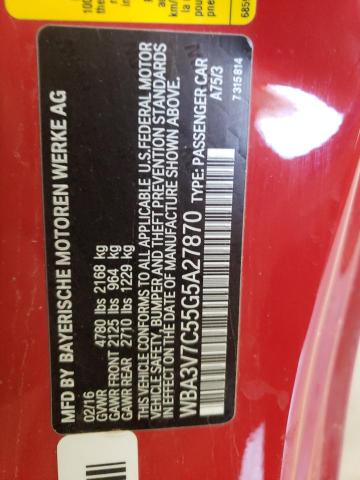 MFD BY BAYERISCHE MOTOREN WERKE AG
02/16
GVWR 4780 lbs 2168 kg
GAWR FRONT 2125 lbs 964 kg
GAWR REAR 2710 lbs 1229 kg
THIS VEHICLE CONFORMS TO ALL APPLICABLE U.S. FEDERAL MOTOR
VEHICLE SAFETY, BUMPER AND THEFT PREVENTION STANDARDS
IN EFFECT ON THE DATE OF MANUFACTURE SHOWN ABOVE.
WBA3V7C55G5A27870 TYPE: PASSENGER CAR
A75/3
7 315 814